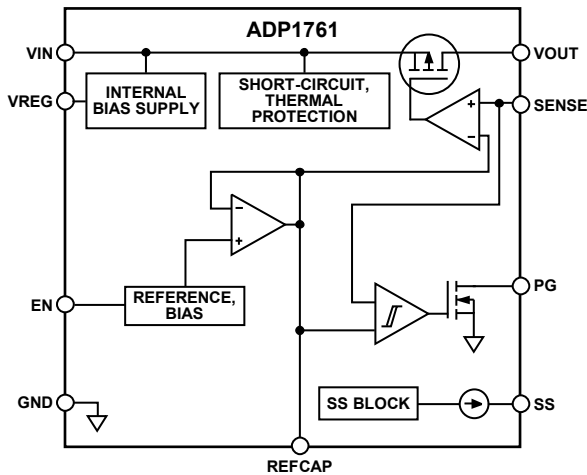 ADP1761
VIN
VOUT
INTERNAL
BIAS SUPPLY
SHORT-CIRCUIT,
THERMAL
PROTECTION
VREG
SENSE
+
−
−
+
EN
REFERENCE,
BIAS
PG
GND
SS BLOCK
SS
REFCAP